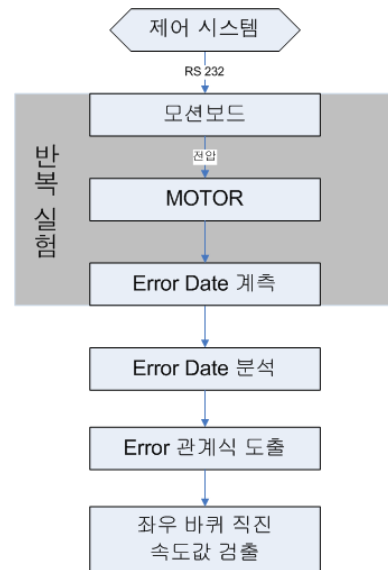 제어 시스템
RS 232
모션보드
전압
반복 실험
MOTOR
Error Date 계측
Error Date 분석
Error 관계식 도출
좌우 바퀴 직진
속도값 검출